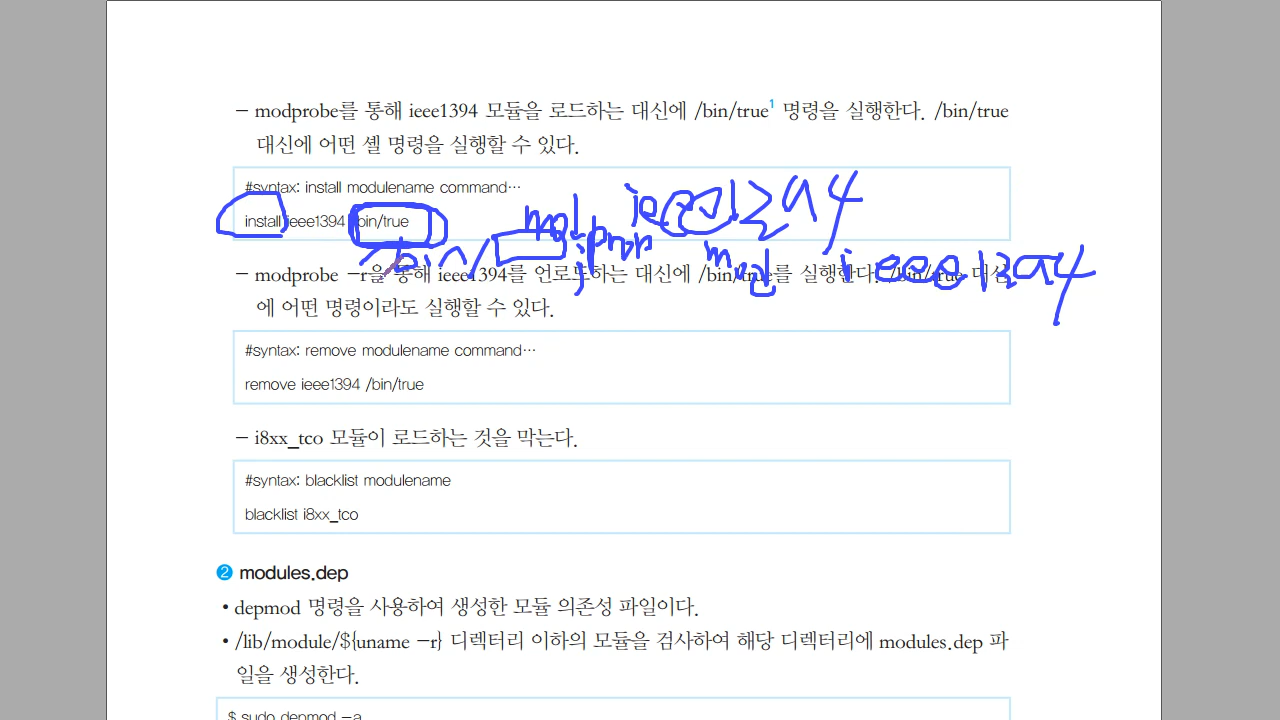 – modprobe를 통해 ieee1394 모듈을 로드하는 대신에 /bin/true1 명령을 실행한다. /bin/true
대신에 어떤 셸 명령을 실행할 수 있다.
#syntax: install modulename command…
install ieee1394 /bin/true
ieee1394
/bin/
ieee1394
– modprobe –r을 통해 ieee1394를 언로드하는 대신에 /bin/true를 실행한다. /bin/true 대신
에 어떤 명령이라도 실행할 수 있다.
#syntax: remove modulename command…
remove ieee1394 /bin/true
– i8xx_tco 모듈이 로드하는 것을 막는다.
#syntax: blacklist modulename
blacklist i8xx_tco
2 modules.dep
• depmod 명령을 사용하여 생성한 모듈 의존성 파일이다.
• /lib/module/${uname –r} 디렉터리 이하의 모듈을 검사하여 해당 디렉터리에 modules.dep 파
일을 생성한다.
$ sudo depmod –a